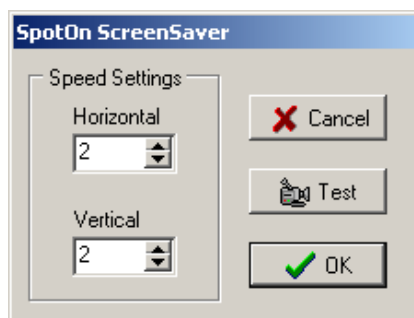 SpotOn ScreenSaver
Speed Settings
Horizontal
2
Vertical
2
Cancel
Test
OK